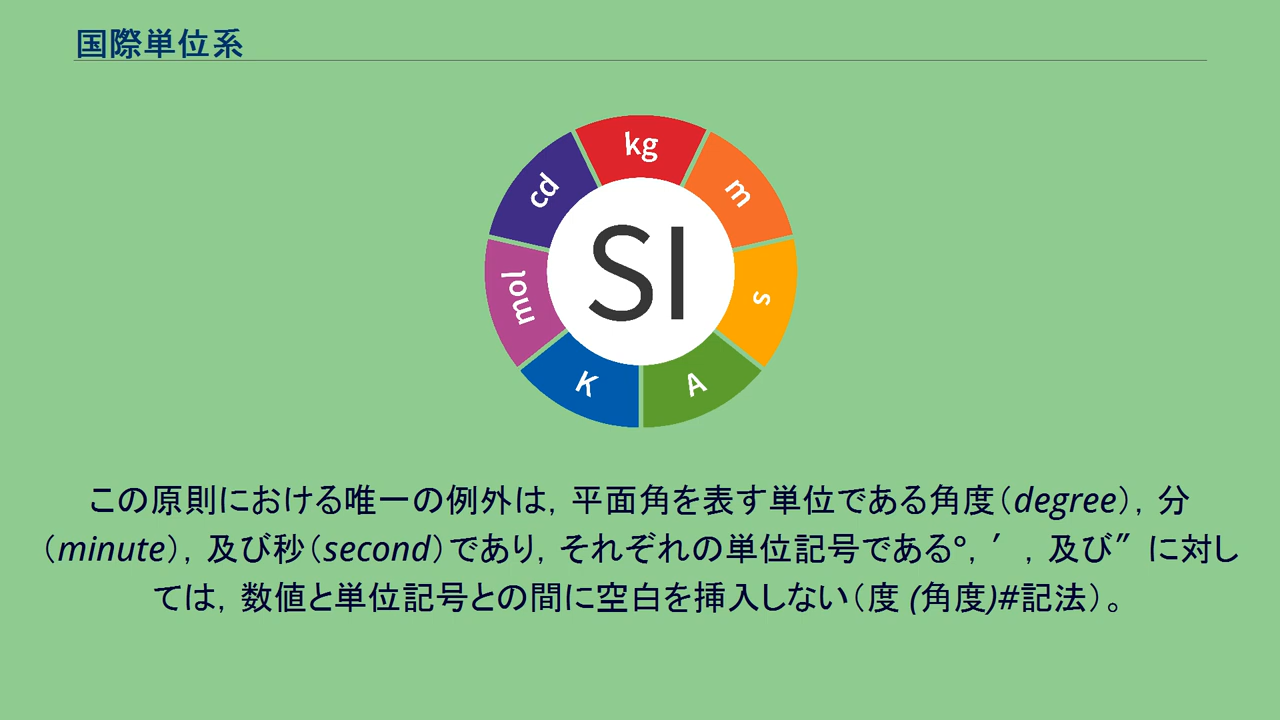 国際単位系
kg
m
s
A
K
mol
cd
SI
この原則における唯一の例外は，平面角を表す単位である角度（degree），分
（minute），及び秒（second）であり，それぞれの単位記号である°，′，及び″に対し
ては，数値と単位記号との間に空白を挿入しない（度 (角度)#記法）。